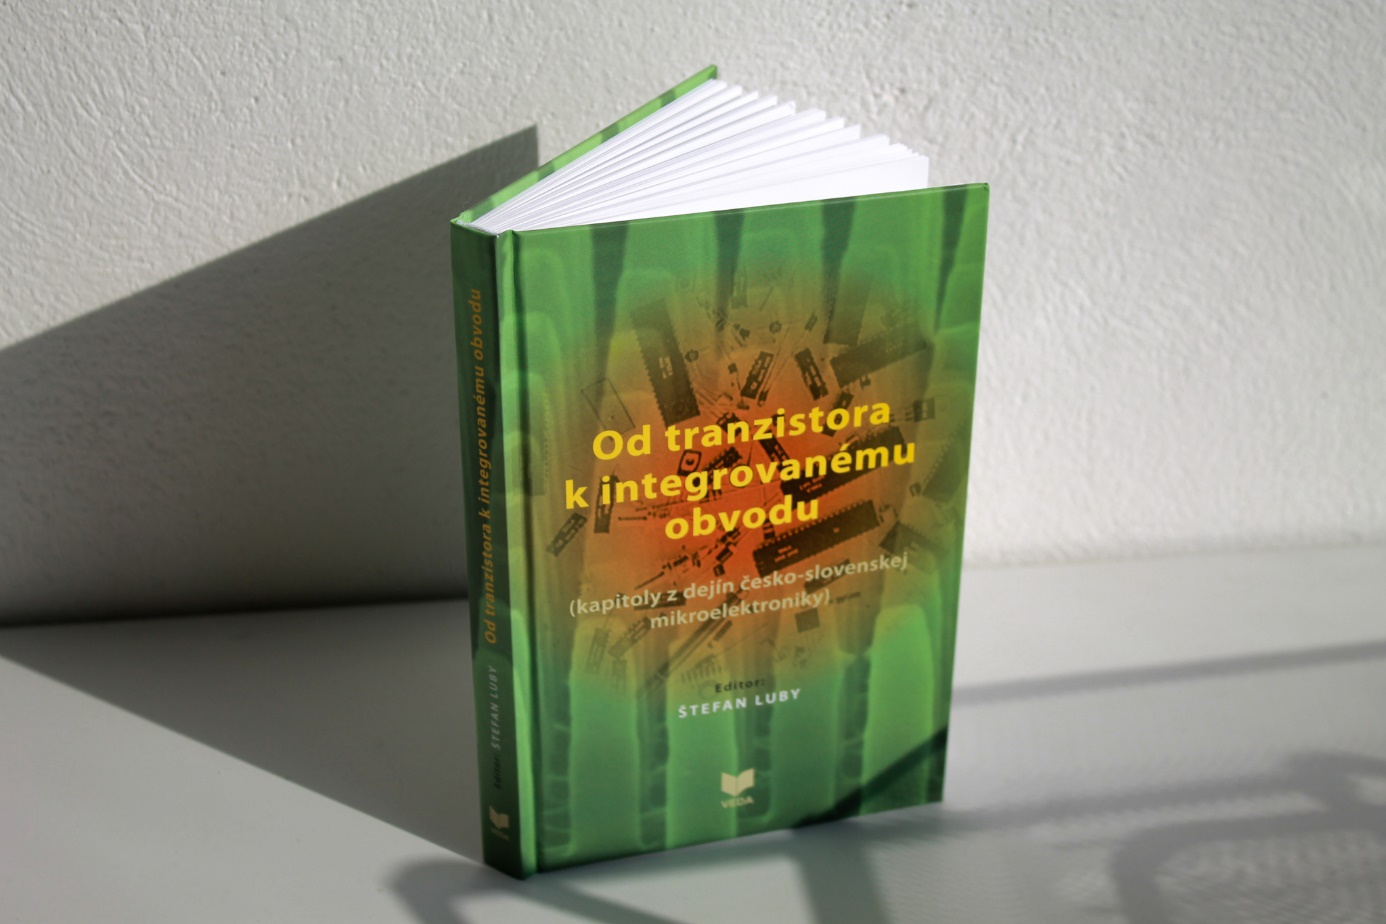 Od tranzistora k integrovanému obvodu
Editor: ŠTEFAN LUBY
Od tranzistora
k integrovanému
obvodu
(kapitoly z dejín česko-slovenskej
mikroelektroniky)
Editor:
ŠTEFAN LUBY
VEDA